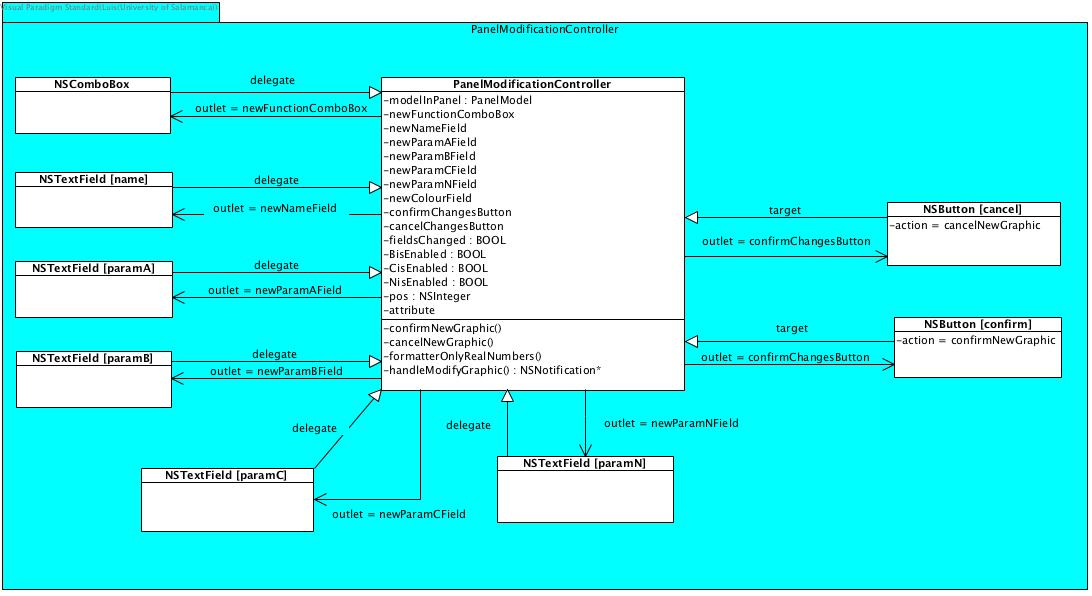 Visual Paradigm Standard(Luis(University of Salamanca))
PanelModificationController
NSComboBox
delegate
outlet = newFunctionComboBox
NSTextField [name]
delegate
outlet = newNameField
NSTextField [paramA]
delegate
outlet = newParamAField
NSTextField [paramB]
delegate
outlet = newParamBField
PanelModificationController
-modelInPanel : PanelModel
-newFunctionComboBox
-newNameField
-newParamAField
-newParamBField
-newParamCField
-newParamNField
-newColourField
-confirmChangesButton
-cancelChangesButton
-fieldsChanged : BOOL
-BisEnabled : BOOL
-CisEnabled : BOOL
-NisEnabled : BOOL
-pos : NSInteger
-attribute
-confirmNewGraphic()
-cancelNewGraphic()
-formatterOnlyRealNumbers()
-handleModifyGraphic() : NSNotification*
target
outlet = confirmChangesButton
NSButton [cancel]
-action = cancelNewGraphic
target
outlet = confirmChangesButton
NSButton [confirm]
-action = confirmNewGraphic
delegate
NSTextField [paramC]
outlet = newParamCField
delegate
outlet = newParamNField
NSTextField [paramN]